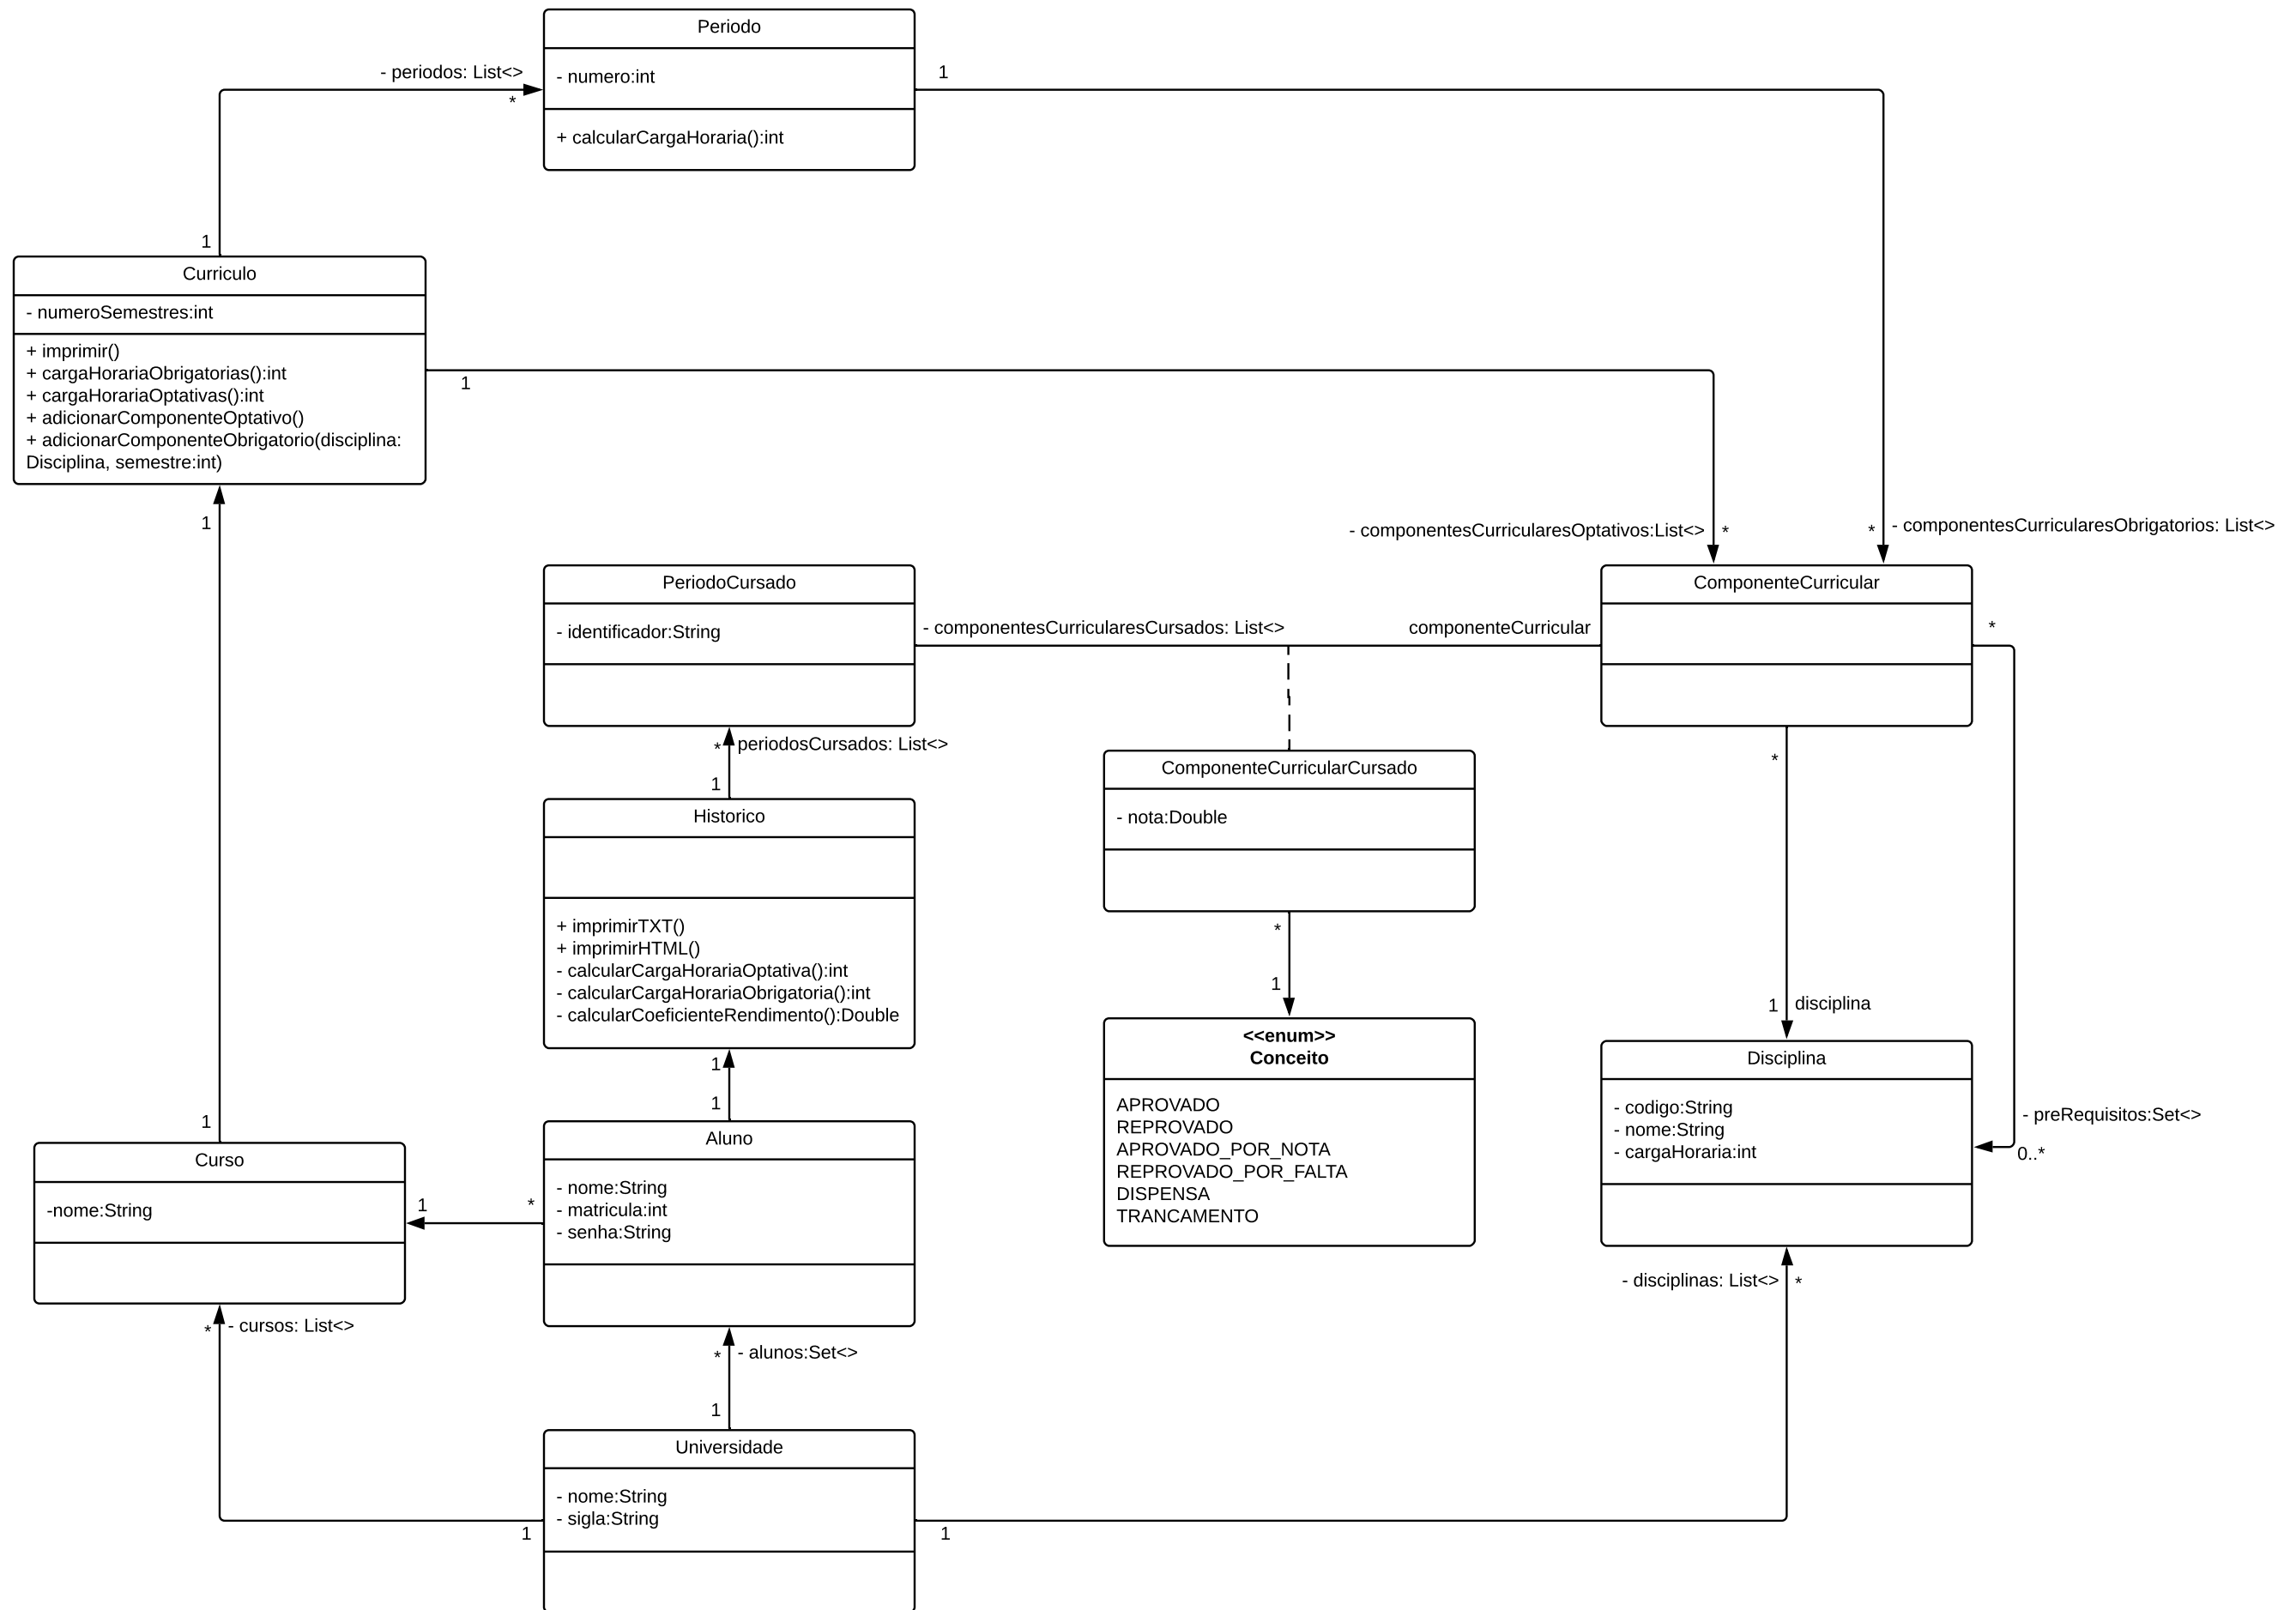 Periodo
- numero:int
+ calcularCargaHoraria():int
- periodos: List<>
*
1
1
Curriculo
- numeroSemestres:int
+ imprimir()
+ cargaHorariaObrigatorias():int
+ cargaHorariaOptativas():int
+ adicionarComponenteOptativo()
+ adicionarComponenteObrigatorio(disciplina:
Disciplina, semestre:int)
1
1
- componentesCurricularesOptativos:List<>
*
*
- componentesCurricularesObrigatorios: List<>
PeriodoCursado
- identificador:String
- componentesCurricularesCursados: List<>
componenteCurricular
ComponenteCurricular
*
*
periodosCursados: List<>
1
*
ComponenteCurricularCursado
- nota:Double
Historico
+ imprimirTXT()
+ imprimirHTML()
- calcularCargaHorariaOptativa():int
- calcularCargaHorariaObrigatoria():int
- calcularCoeficienteRendimento():Double
*
1
1
disciplina
<<enum>>
Conceito
APROVADO
REPROVADO
APROVADO_POR_NOTA
REPROVADO_POR_FALTA
DISPENSA
TRANCAMENTO
Disciplina
- codigo:String
- nome:String
- cargaHoraria:int
- preRequisitos:Set<>
0..*
1
1
1
Curso
-nome:String
1
*
Aluno
- nome:String
- matricula:int
- senha:String
- disciplinas: List<>
*
*
- cursos: List<>
*
- alunos:Set<>
1
Universidade
- nome:String
- sigla:String
1
1